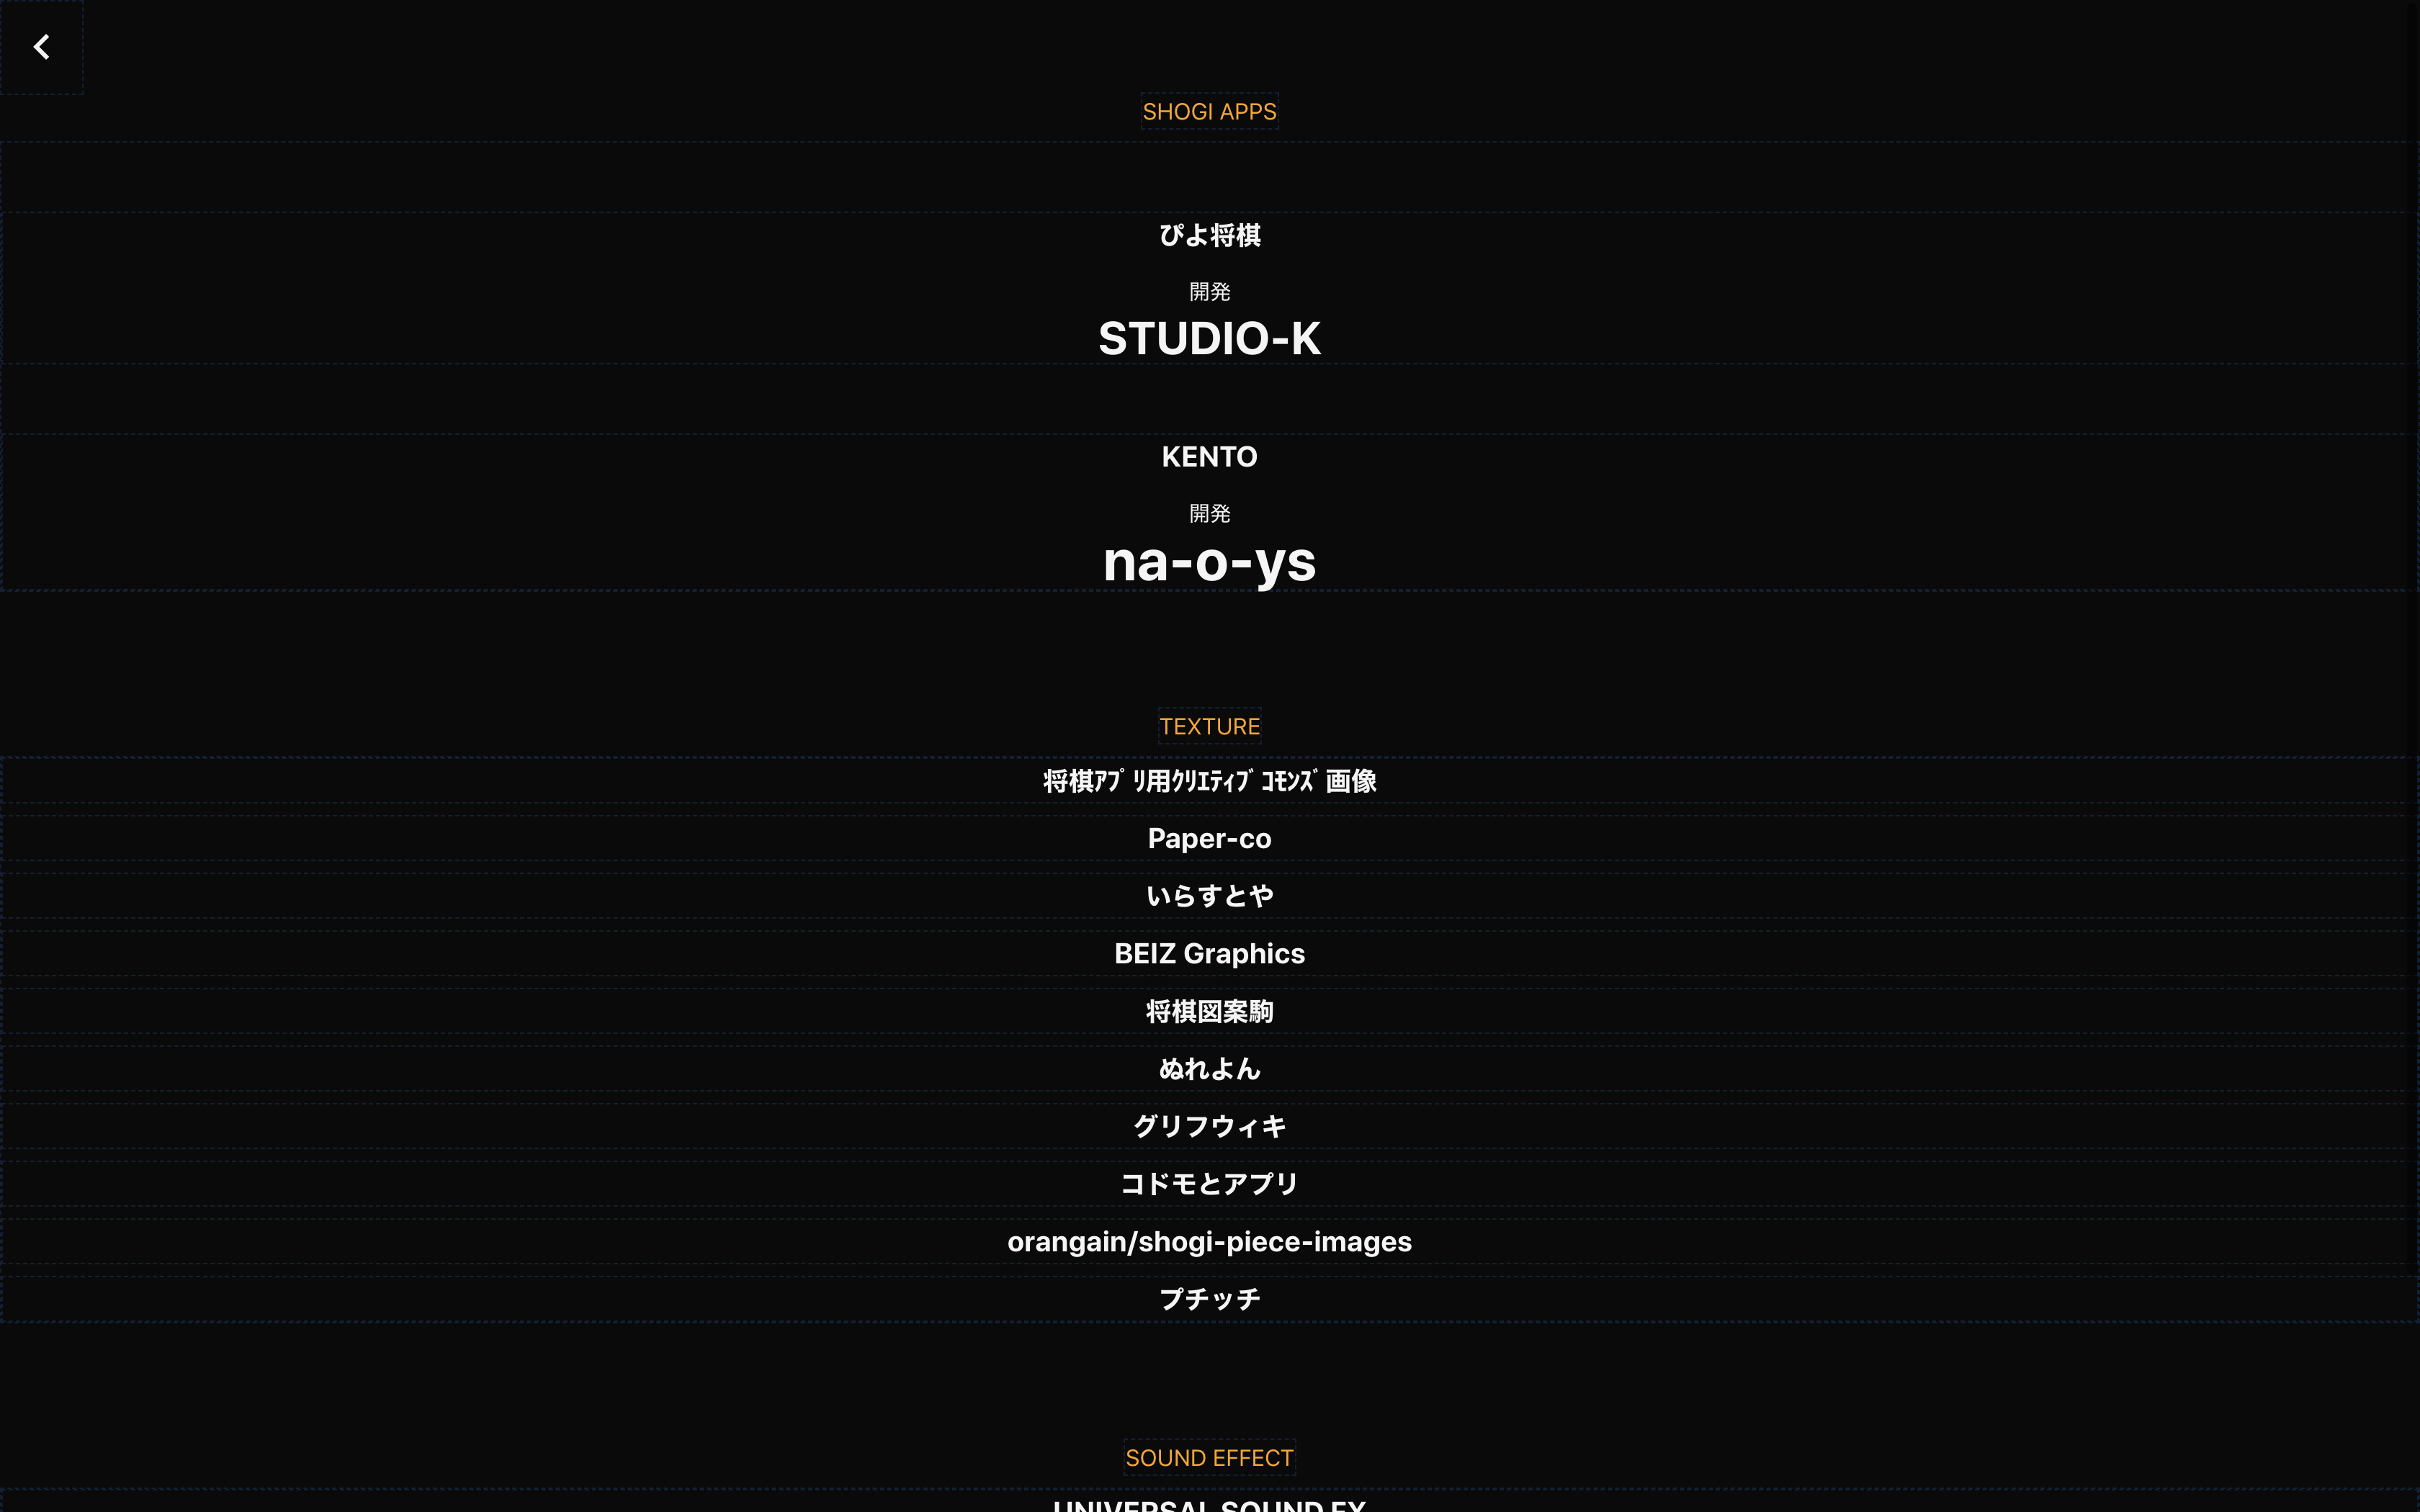 SHOGI APPS
ぴよ将棋
開発
STUDIO-K
KENTO
開発
na-o-ys
TEXTURE
将棋ｱﾌﾟﾘ用ｸﾘｴﾃｨﾌﾞｺﾓﾝｽﾞ画像
Paper-co
いらすとや
BEIZ Graphics
将棋図案駒
ぬれよん
グリフウィキ
コドモとアプリ
orangain/shogi-piece-images
プチッチ
SOUND EFFECT
UNIVERSAL SOUND FX